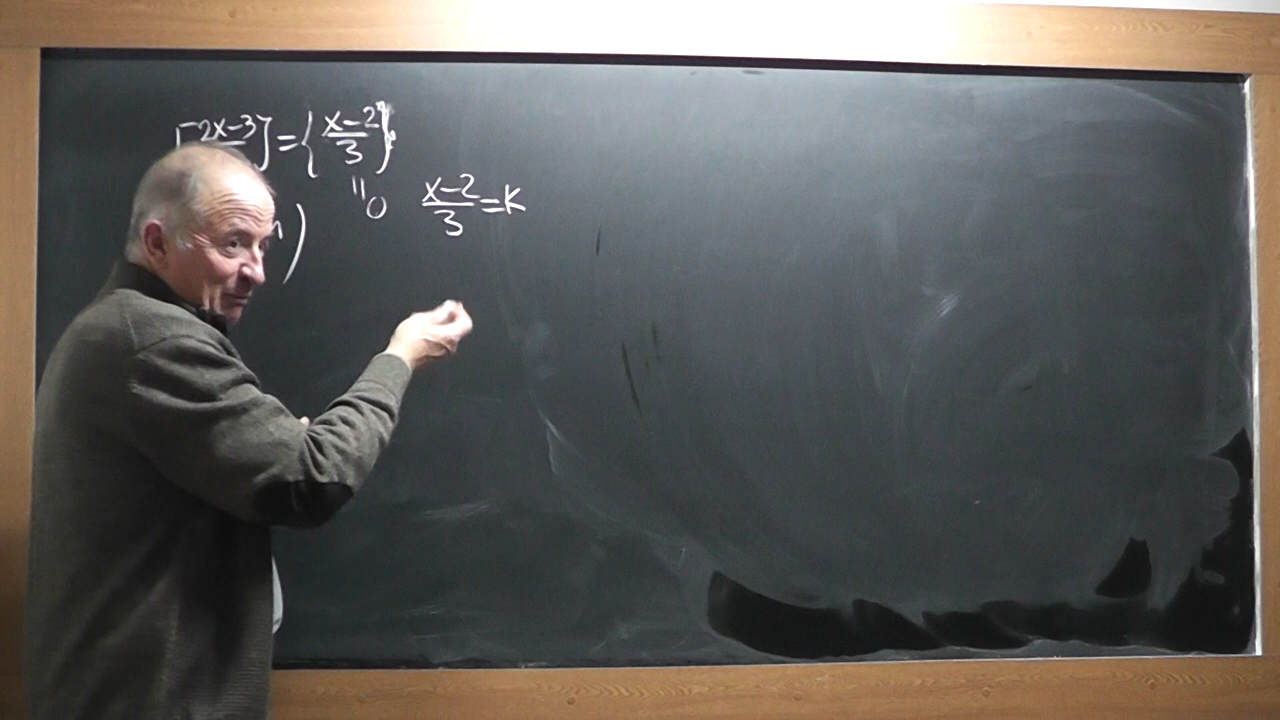 [2x-3] = {x-2/3}
"0 x-2/3 = K
)